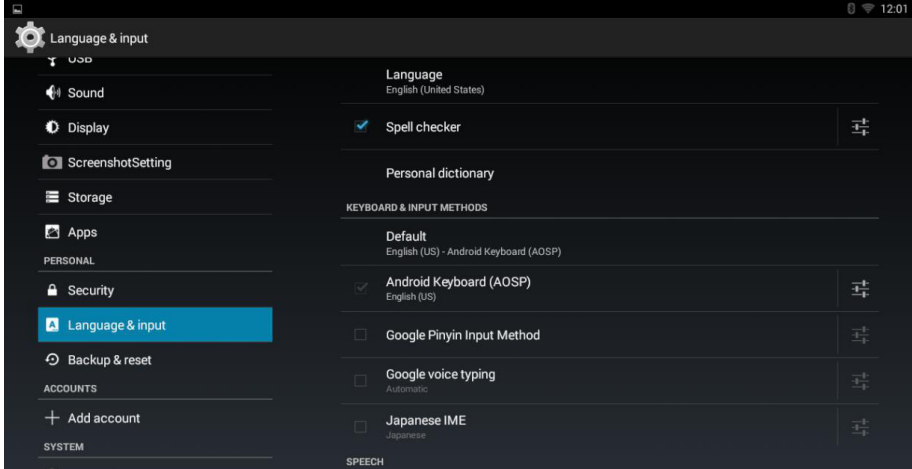 12:01
Language & input
USB
Sound
Display
ScreenshotSetting
Storage
Apps
PERSONAL
Security
Language & input
Backup & reset
ACCOUNTS
Add account
SYSTEM
Language
English (United States)
Spell checker
Personal dictionary
KEYBOARD & INPUT METHODS
Default
English (US) - Android Keyboard (AOSP)
Android Keyboard (AOSP)
English (US)
Google Pinyin Input Method
Google voice typing
Automatic
Japanese IME
Japanese
SPEECH